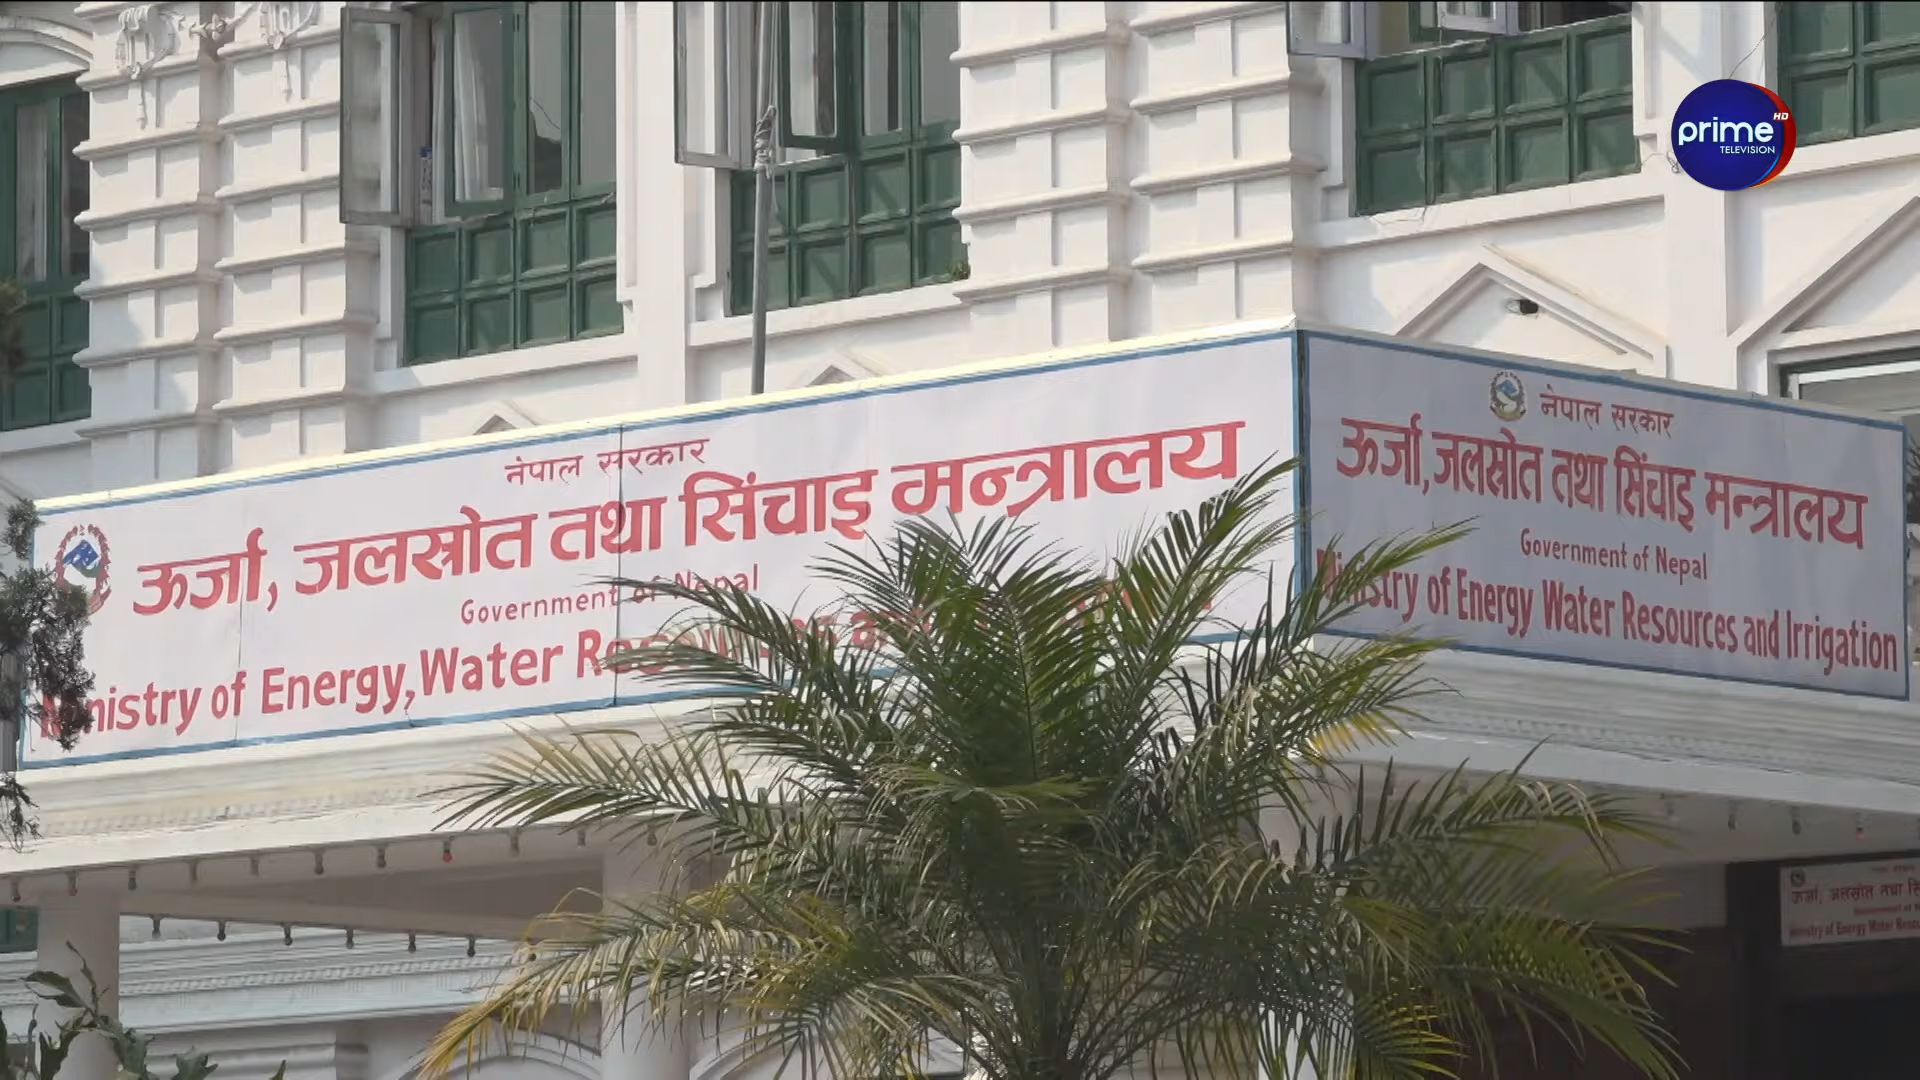 prime HD
TELEVISION
नेपाल सरकार
ऊर्जा, जलस्रोत तथा सिंचाइ मन्त्रालय
Government of Nepal
Ministry of Energy, Water Resources and
नेपाल सरकार
ऊर्जा, जलस्रोत तथा सिंचाइ मन्त्रालय
Government of Nepal
Ministry of Energy Water Resources and Irrigation
ऊर्जा, जलस्रोत तथा
Ministry of Energy Water